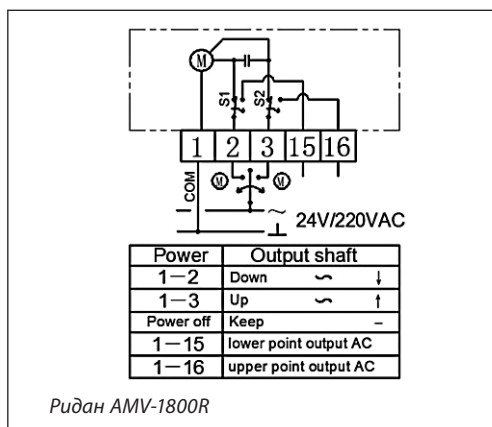 M
S1 S2
1 2 3 15 16
M M
COM
~ 24V/220VAC
Power Output shaft
1—2 Down ∽ ↓
1—3 Up ∽ ↑
Power off Keep –
1—15 lower point output AC
1—16 upper point output AC
Ридан AMV-1800R